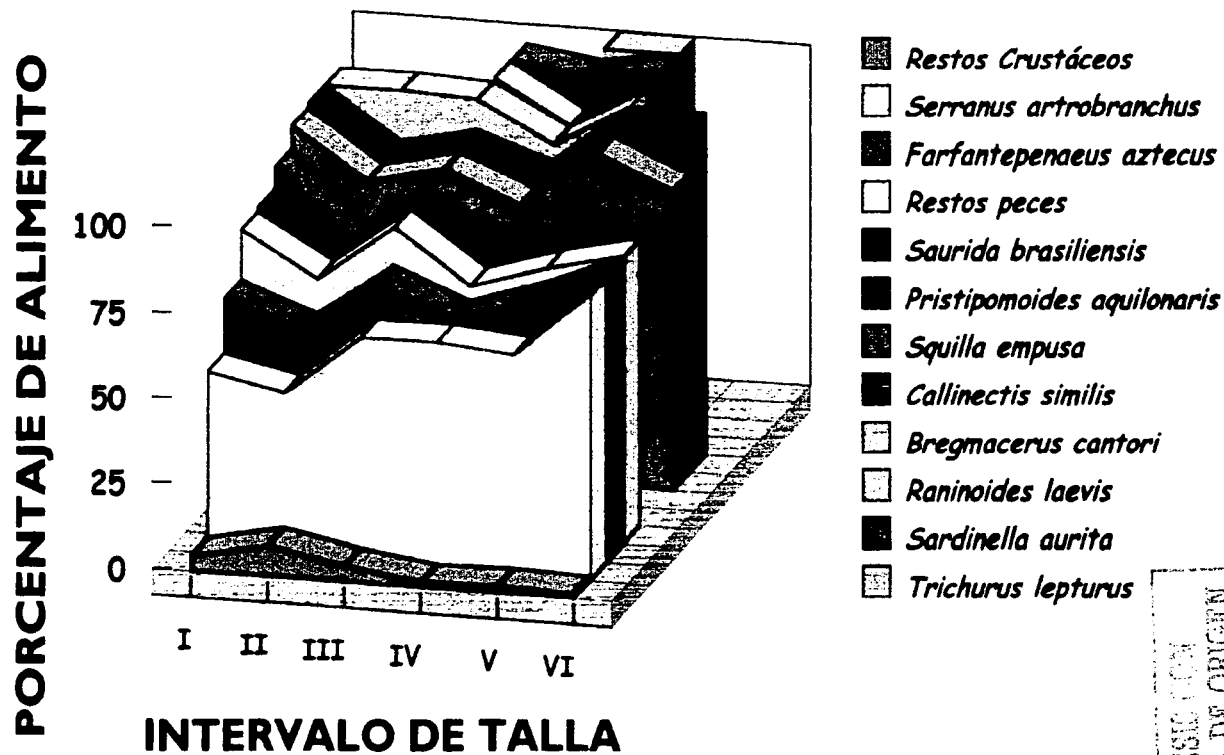 PORCENTAJE DE ALIMENTO
100
75
50
25
0
I II III IV V VI
INTERVALO DE TALLA
Restos Crustáceos
Serranus artrobranchus
Farfantepenaeus aztecus
Restos peces
Saurida brasiliensis
Pristipomoides aquilonaris
Squilla empusa
Callinectis similis
Bregmacerus cantori
Raninoides laevis
Sardinella aurita
Trichurus lepturus
DE ORIGEN